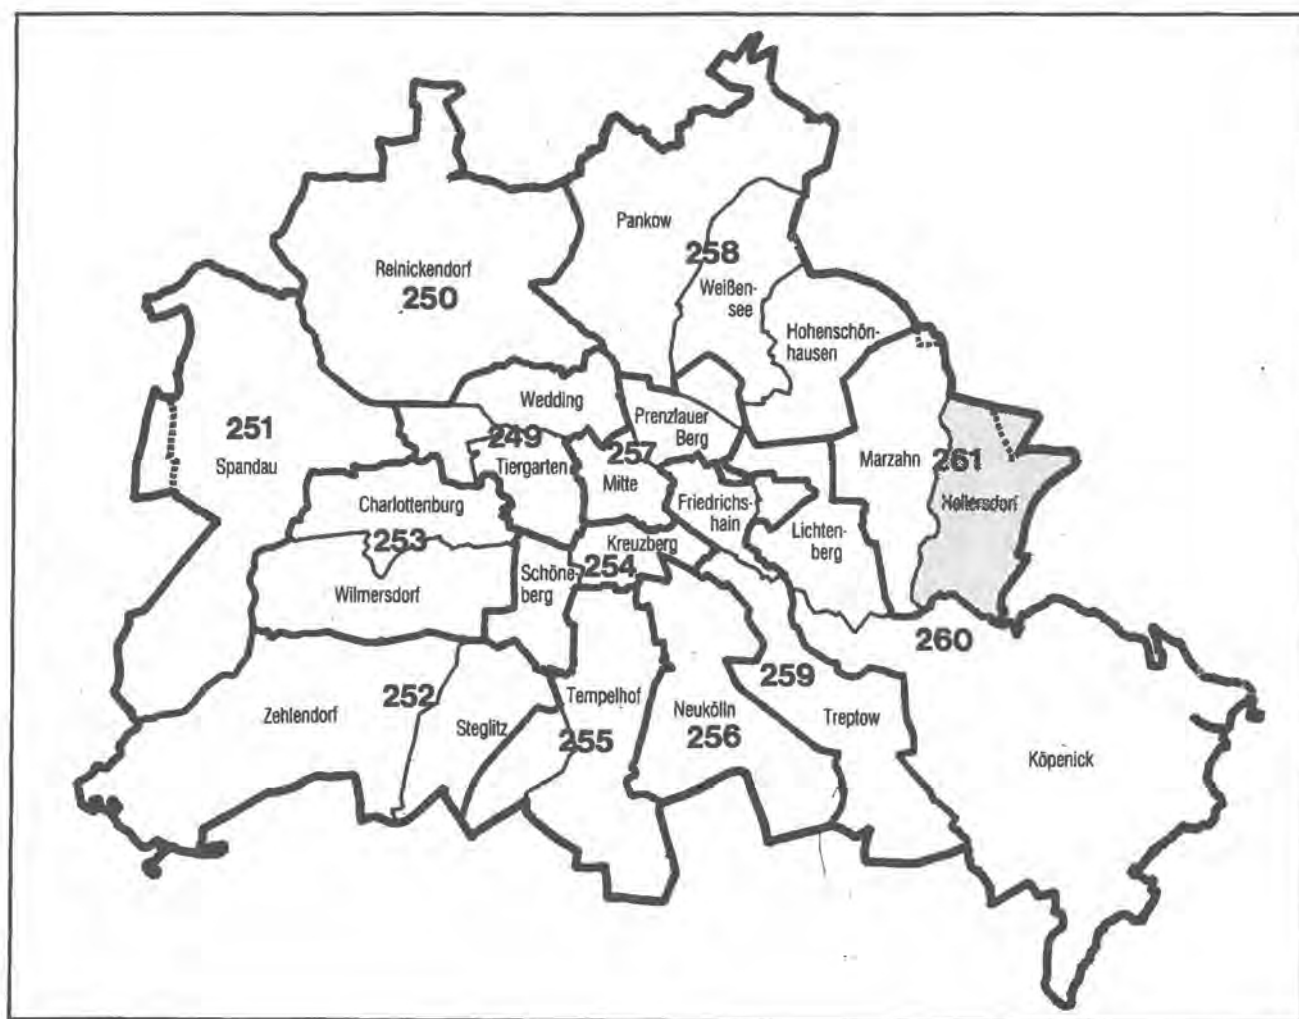 Pankow
258
Reinickendorf
250
Weißen-
see
Hohenschön-
hausen
Wedding
Prenzlauer
Berg
251
Spandau
249
Tiergarten
257
Mitte
Marzahn
261
Hellersdorf
Charlottenburg
253
Friedrichs-
hain
Lichten-
berg
Kreuzberg
254
Schöne-
berg
Wilmersdorf
260
252
Zehlendorf
Steglitz
Tempelhof
255
Neukölln
256
259
Treptow
Köpenick